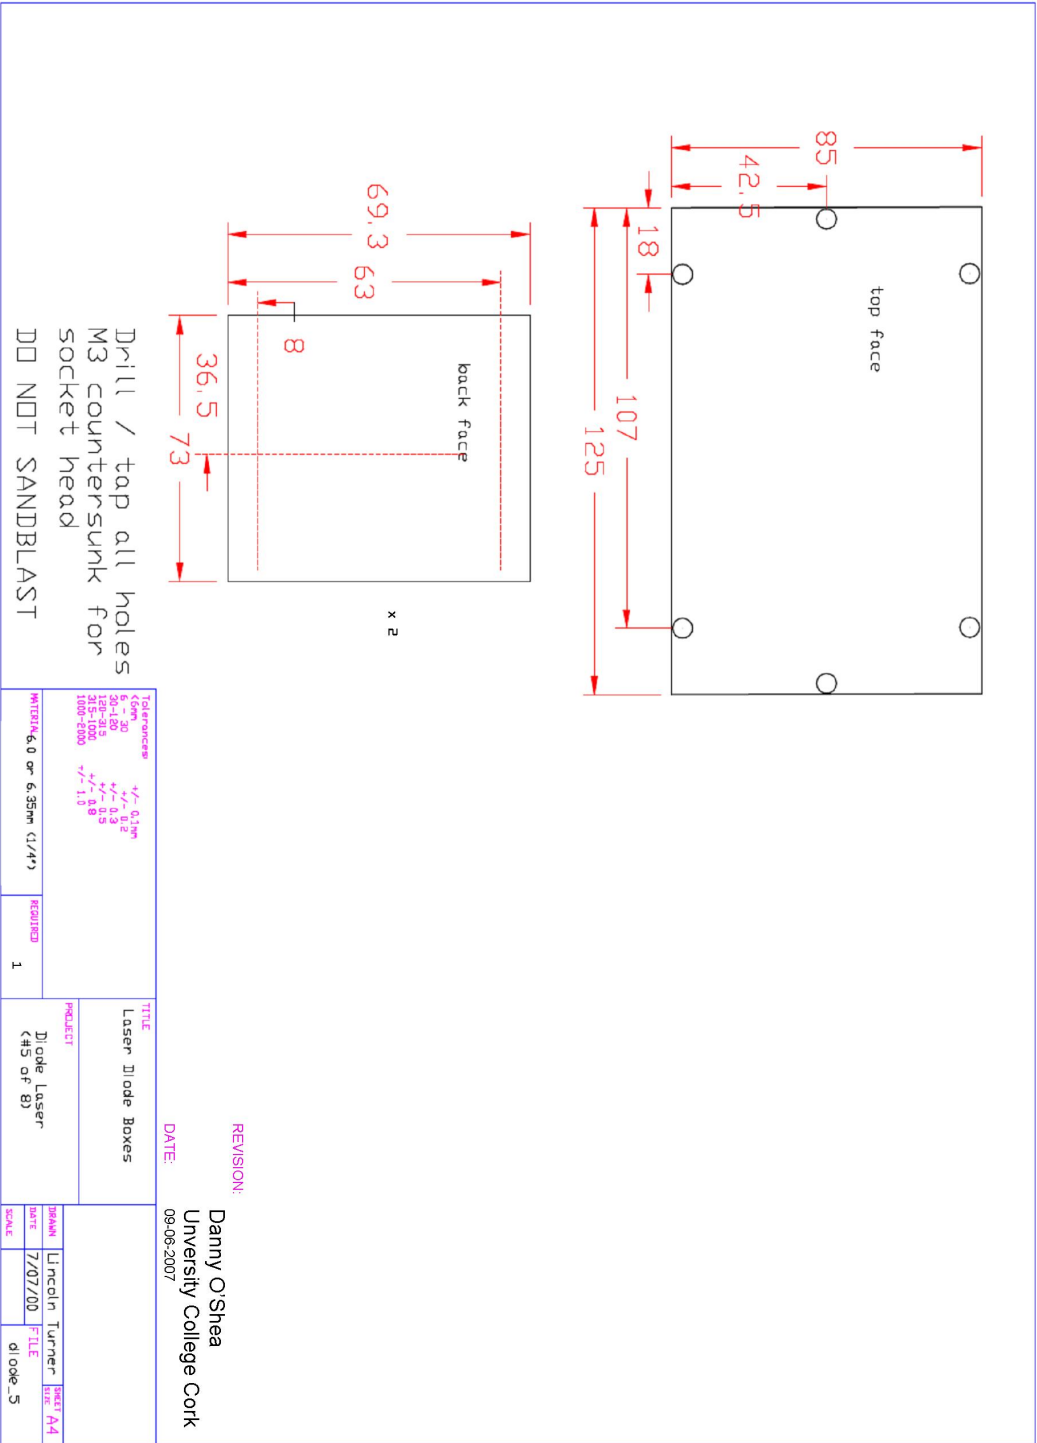 85
42.5
18
107
125
top face
69.3
63
8
36.5
73
back face
x 2
Drill / tap all holes
M3 countersunk for
socket head
DO NOT SANDBLAST
Tolerances:
<6mm +/- 0.1mm
6 - 30 +/- 0.2
30-120 +/- 0.3
120-315 +/- 0.5
315-1000 +/- 0.8
1000-2000 +/- 1.0
MATERIAL 6.0 or 6.35mm (1/4")
REQUIRED 1
TITLE
Laser Diode Boxes
PROJECT
Diode Laser
(#5 of 8)
REVISION: Danny O'Shea
Unversity College Cork
DATE: 09-06-2007
DRAWN Lincoln Turner
SHEET SIZE A4
DATE 7/07/00
FILE diode_5
SCALE